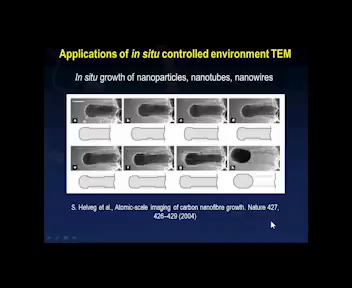 Applications of in situ controlled environment TEM
In situ growth of nanoparticles, nanotubes, nanowires
S. Helveg et al., Atomic-scale imaging of carbon nanofibre growth. Nature 427,
426–429 (2004)